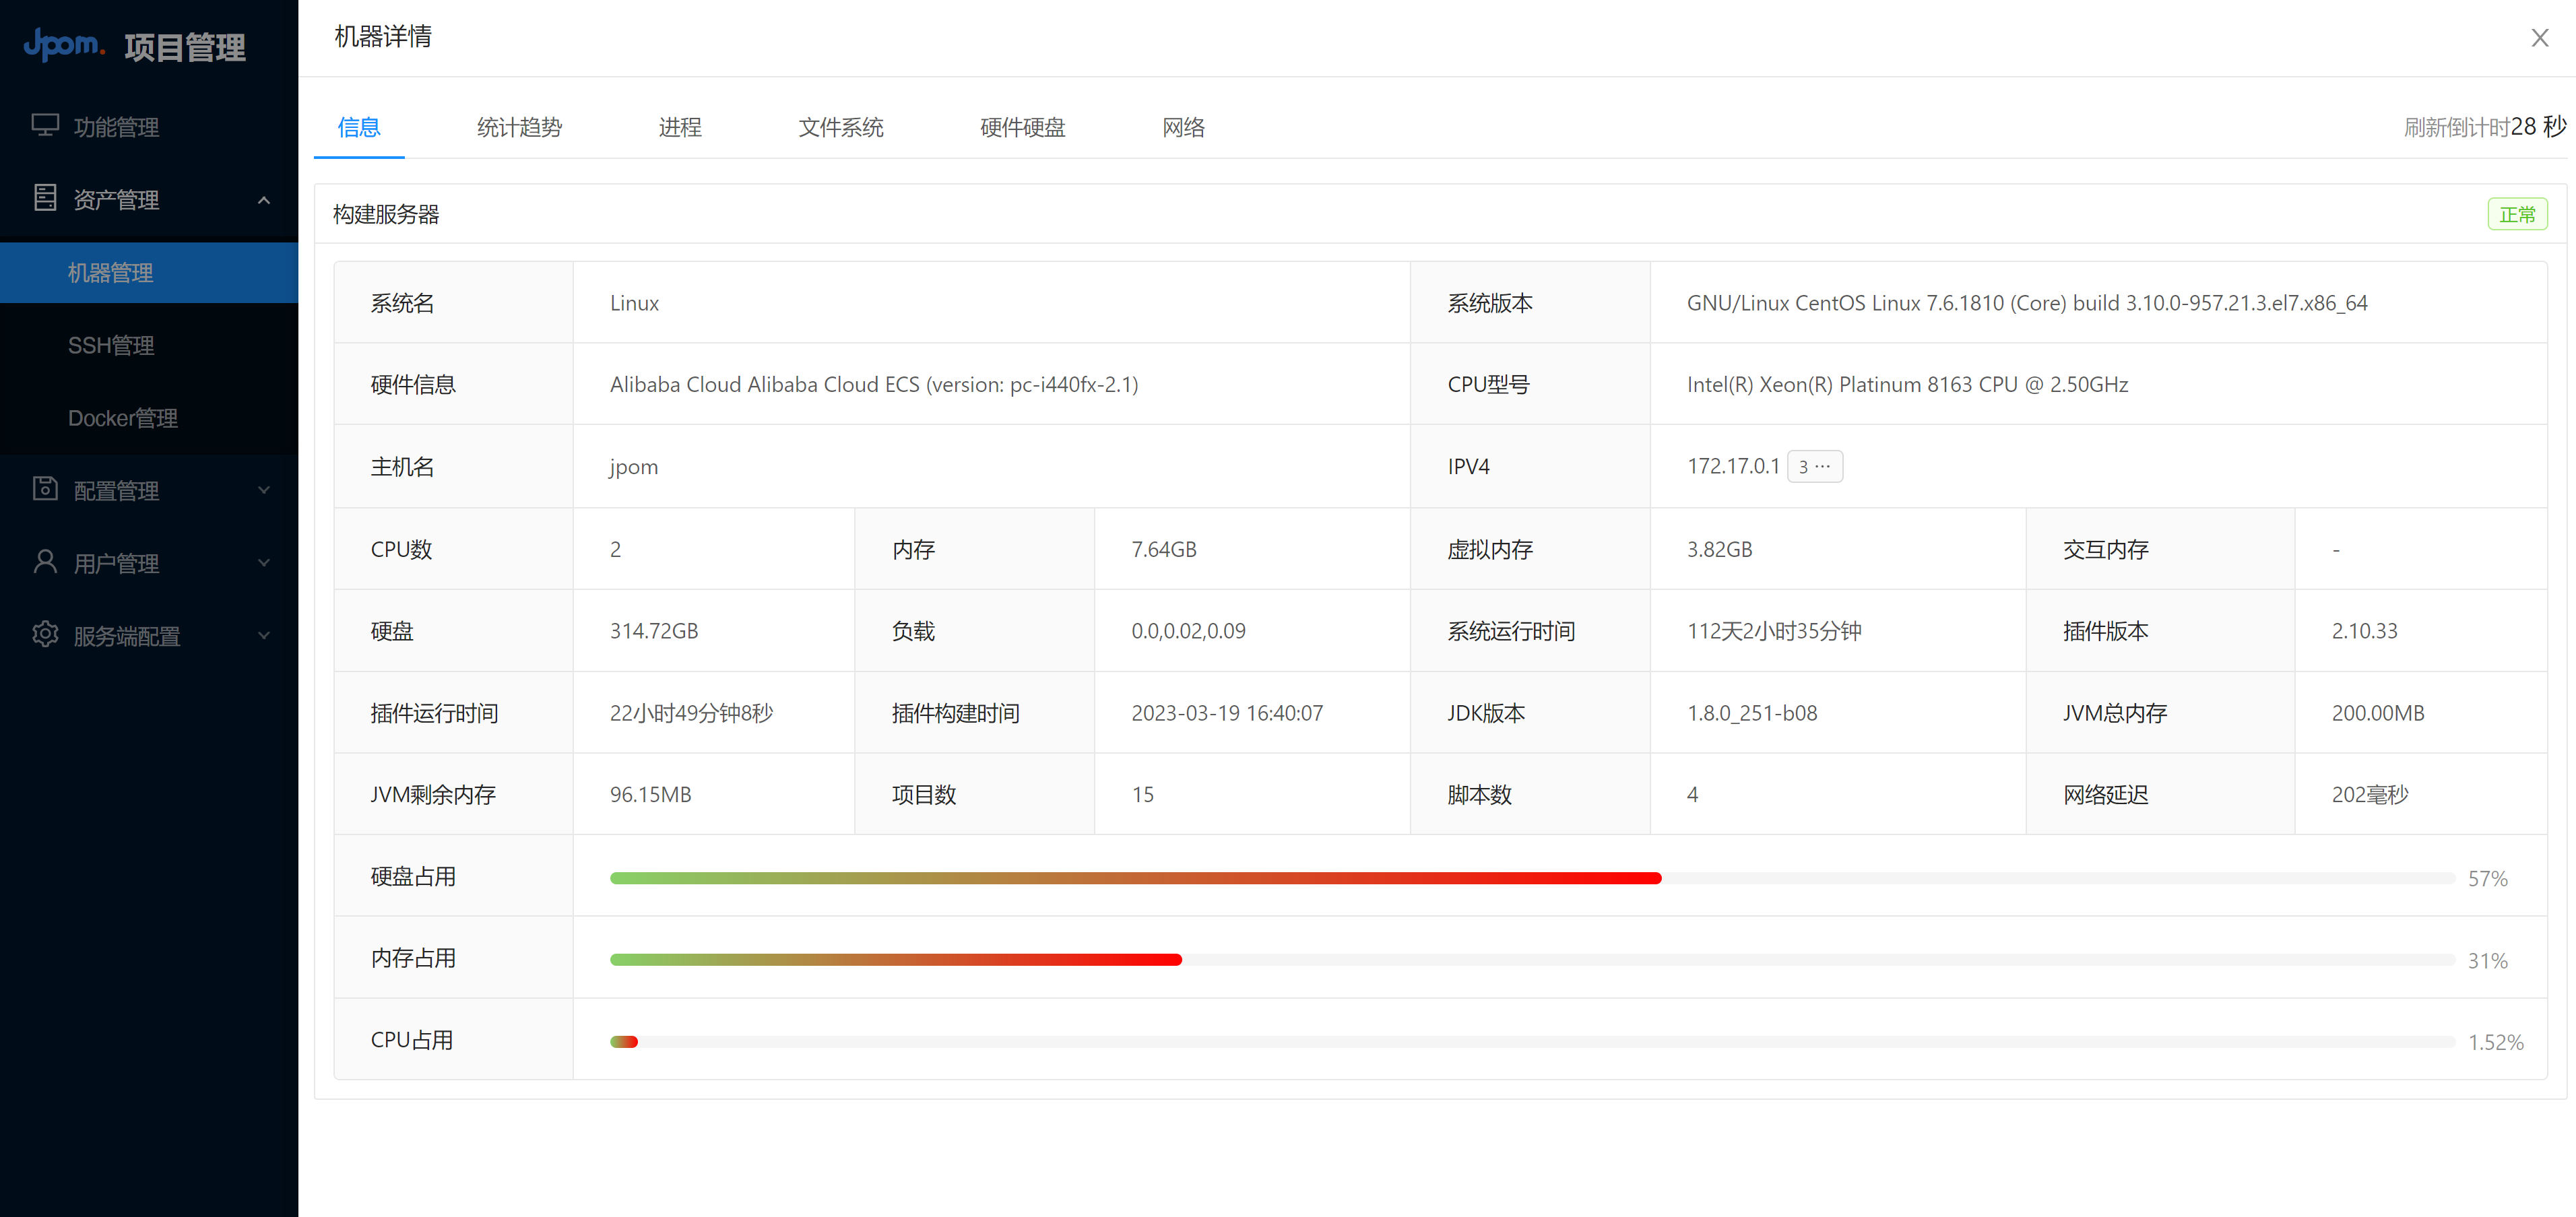 Jpom. 项目管理
功能管理
资产管理
机器管理
SSH管理
Docker管理
配置管理
用户管理
服务端配置
机器详情
信息 统计趋势 进程 文件系统 硬件硬盘 网络 刷新倒计时28 秒
构建服务器 正常
系统名 Linux 系统版本 GNU/Linux CentOS Linux 7.6.1810 (Core) build 3.10.0-957.21.3.el7.x86_64
硬件信息 Alibaba Cloud Alibaba Cloud ECS (version: pc-i440fx-2.1) CPU型号 Intel(R) Xeon(R) Platinum 8163 CPU @ 2.50GHz
主机名 jpom IPV4 172.17.0.1 3 ···
CPU数 2 内存 7.64GB 虚拟内存 3.82GB 交互内存 -
硬盘 314.72GB 负载 0.0,0.02,0.09 系统运行时间 112天2小时35分钟 插件版本 2.10.33
插件运行时间 22小时49分钟8秒 插件构建时间 2023-03-19 16:40:07 JDK版本 1.8.0_251-b08 JVM总内存 200.00MB
JVM剩余内存 96.15MB 项目数 15 脚本数 4 网络延迟 202毫秒
硬盘占用 57%
内存占用 31%
CPU占用 1.52%